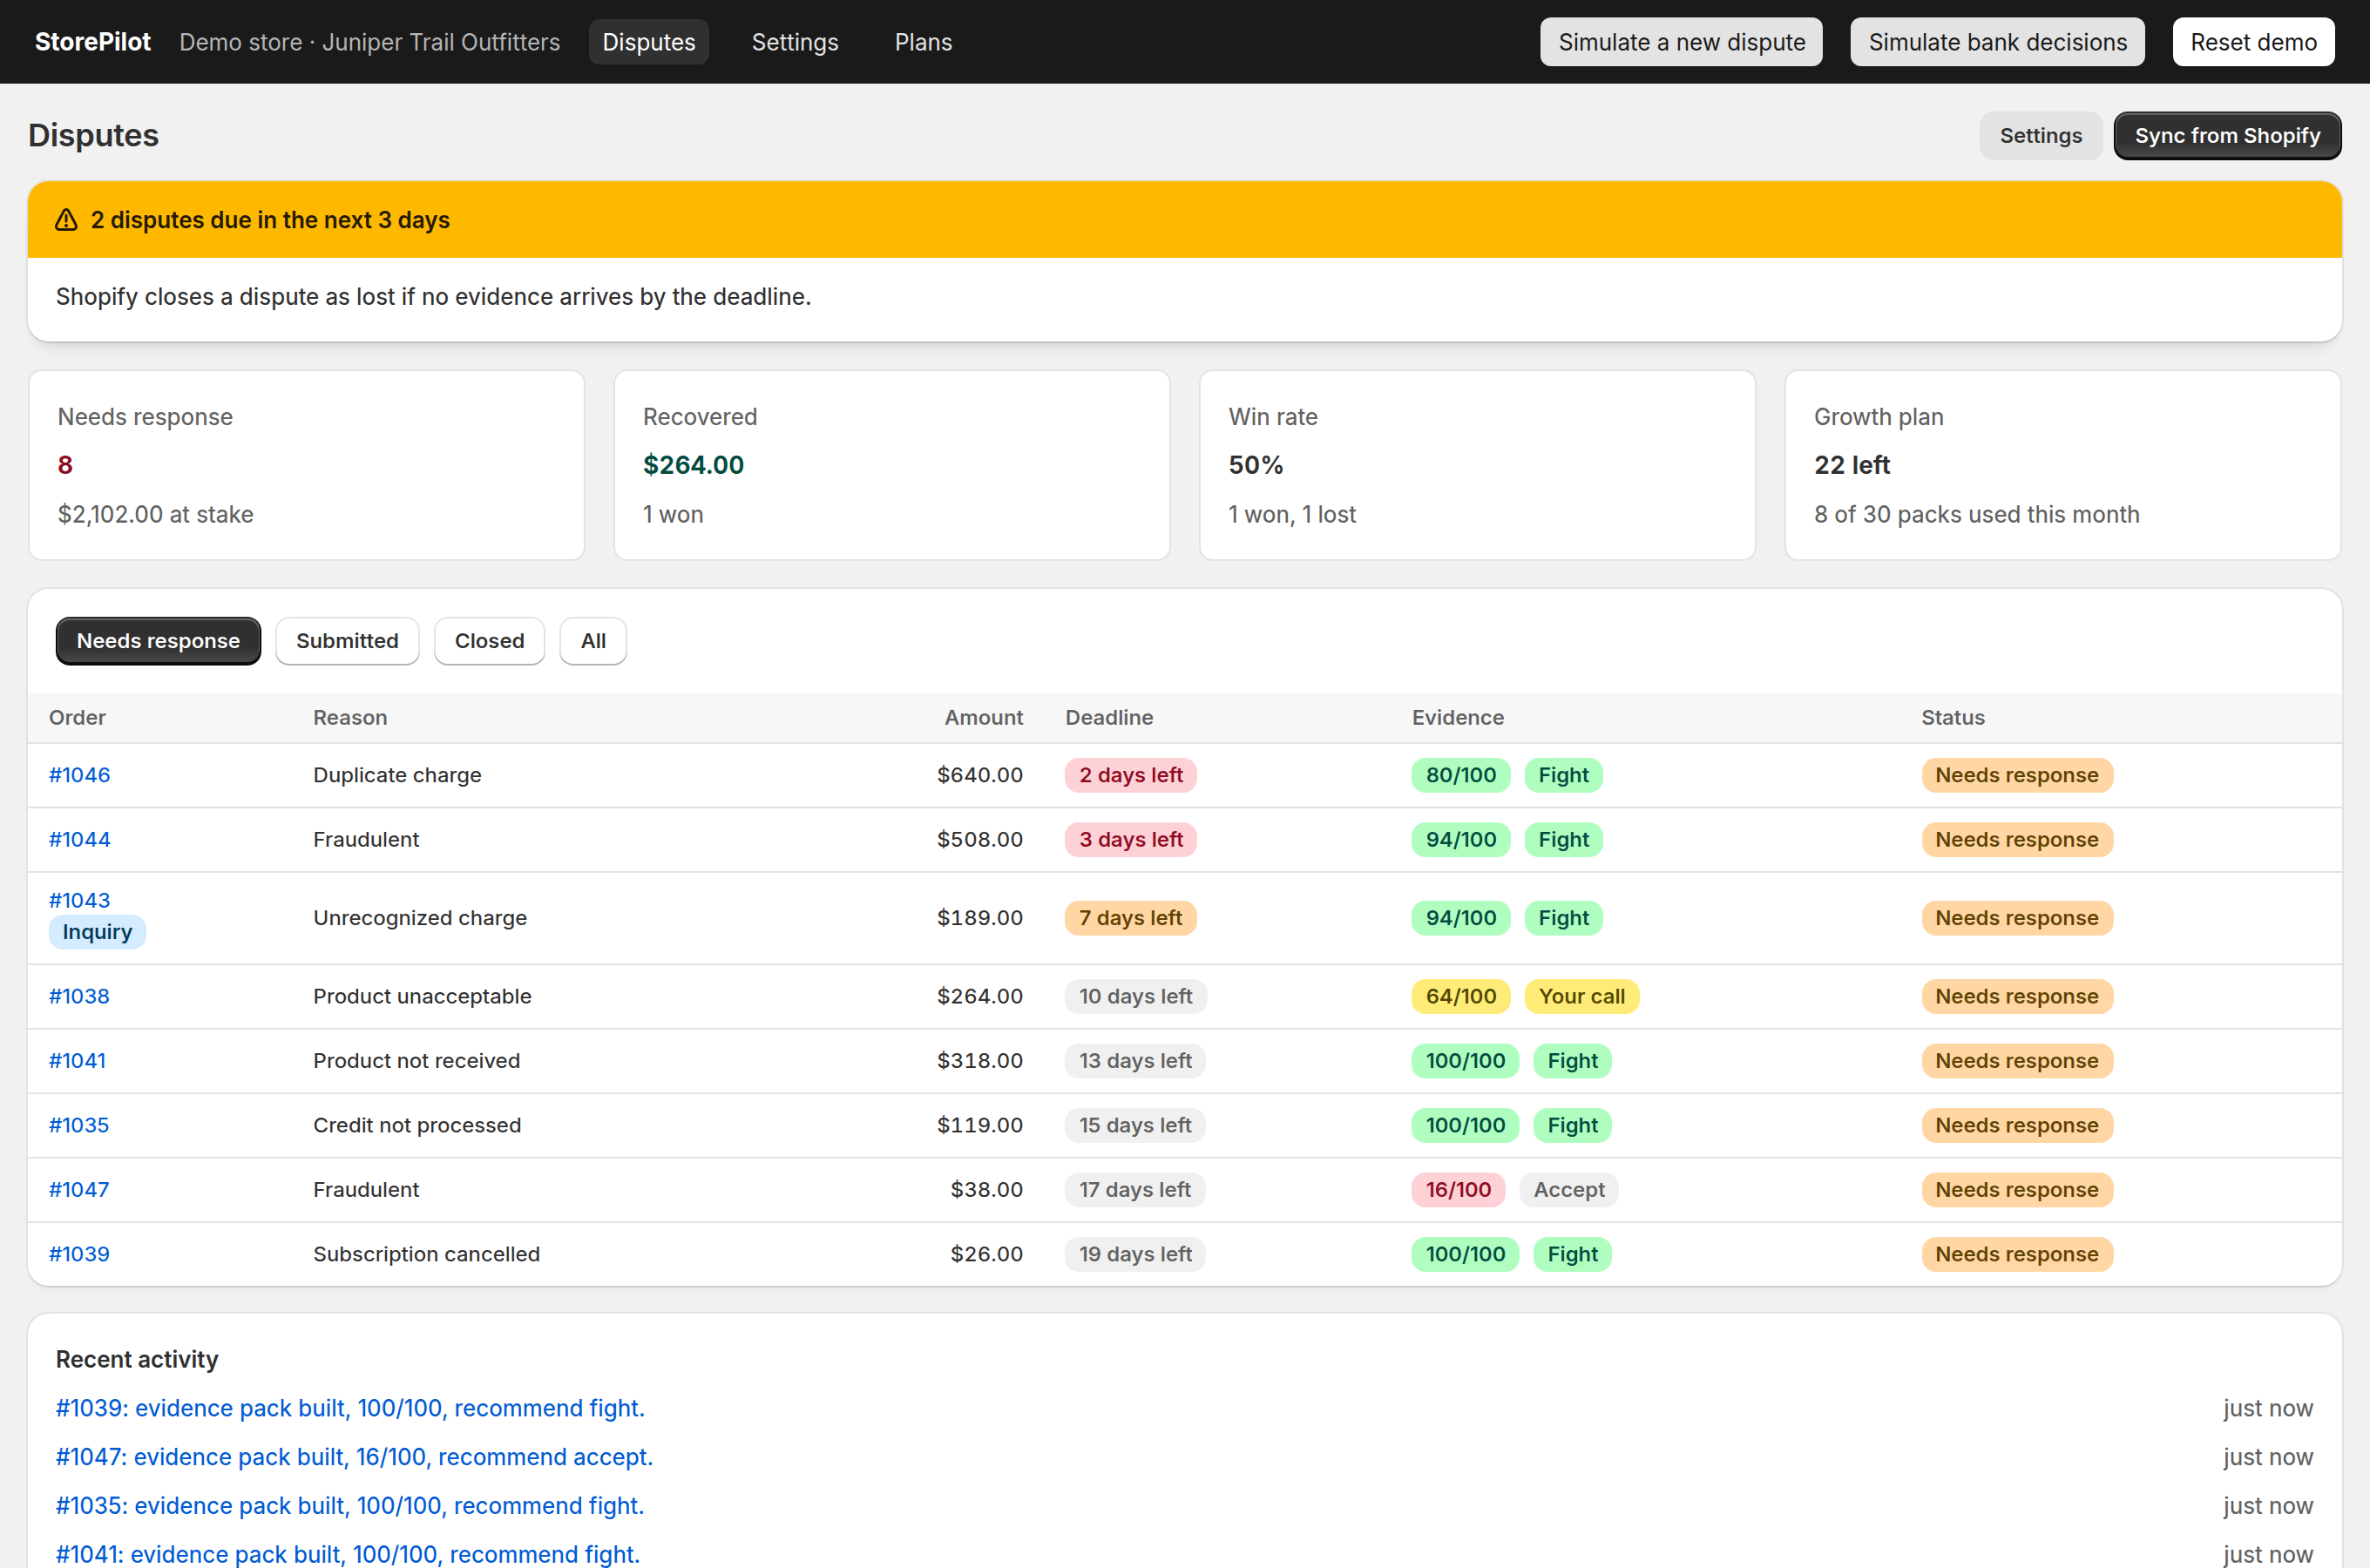 StorePilot Demo store · Juniper Trail Outfitters Disputes Settings Plans Simulate a new dispute Simulate bank decisions Reset demo
Disputes Settings Sync from Shopify
2 disputes due in the next 3 days
Shopify closes a dispute as lost if no evidence arrives by the deadline.
Needs response
8
$2,102.00 at stake
Recovered
$264.00
1 won
Win rate
50%
1 won, 1 lost
Growth plan
22 left
8 of 30 packs used this month
Needs response Submitted Closed All
Order Reason Amount Deadline Evidence Status
#1046 Duplicate charge $640.00 2 days left 80/100 Fight Needs response
#1044 Fraudulent $508.00 3 days left 94/100 Fight Needs response
#1043 Inquiry Unrecognized charge $189.00 7 days left 94/100 Fight Needs response
#1038 Product unacceptable $264.00 10 days left 64/100 Your call Needs response
#1041 Product not received $318.00 13 days left 100/100 Fight Needs response
#1035 Credit not processed $119.00 15 days left 100/100 Fight Needs response
#1047 Fraudulent $38.00 17 days left 16/100 Accept Needs response
#1039 Subscription cancelled $26.00 19 days left 100/100 Fight Needs response
Recent activity
#1039: evidence pack built, 100/100, recommend fight. just now
#1047: evidence pack built, 16/100, recommend accept. just now
#1035: evidence pack built, 100/100, recommend fight. just now
#1041: evidence pack built, 100/100, recommend fight. just now